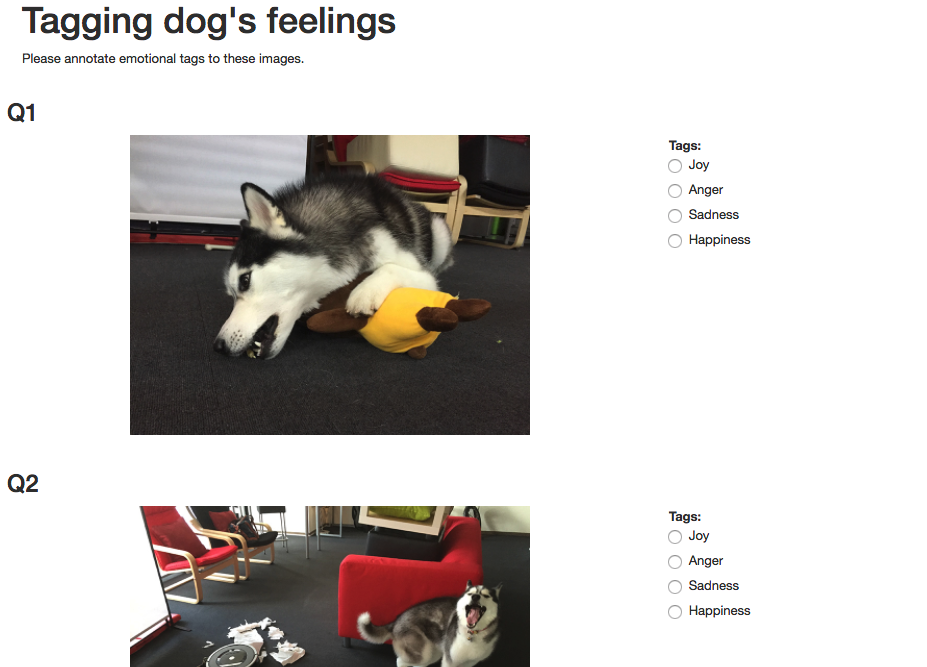 Tagging dog's feelings
Please annotate emotional tags to these images.
Q1
Tags:
Joy
Anger
Sadness
Happiness
Q2
Tags:
Joy
Anger
Sadness
Happiness